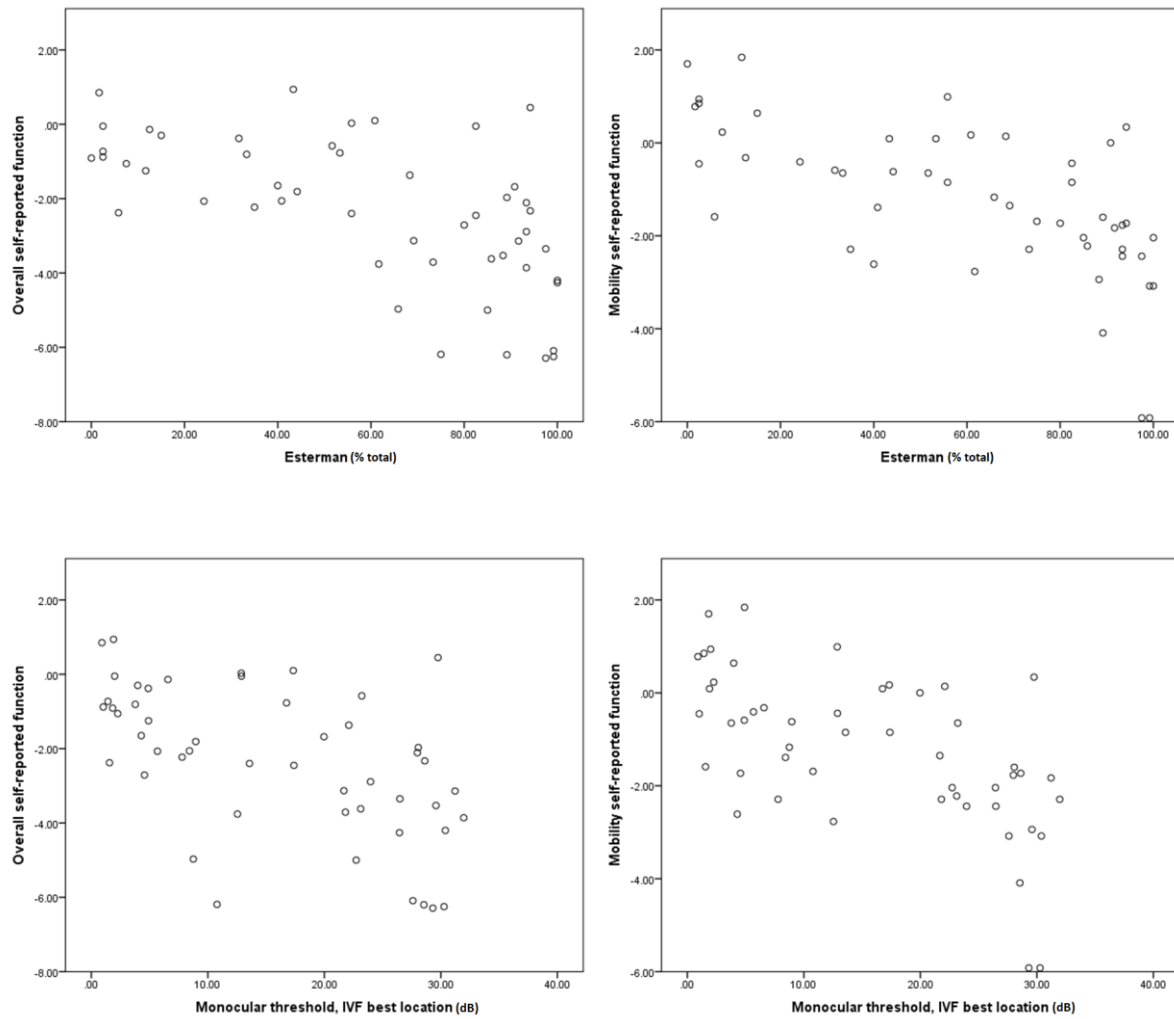 2.00
.00
-2.00
-4.00
-6.00
-8.00
Overall self-reported function
.00 20.00 40.00 60.00 80.00 100.00
Esterman (% total)
2.00
.00
-2.00
-4.00
-6.00
Mobility self-reported function
.00 20.00 40.00 60.00 80.00 100.00
Esterman (% total)
2.00
.00
-2.00
-4.00
-6.00
-8.00
Overall self-reported function
.00 10.00 20.00 30.00 40.00
Monocular threshold, IVF best location (dB)
2.00
.00
-2.00
-4.00
-6.00
Mobility self-reported function
.00 10.00 20.00 30.00 40.00
Monocular threshold, IVF best location (dB)